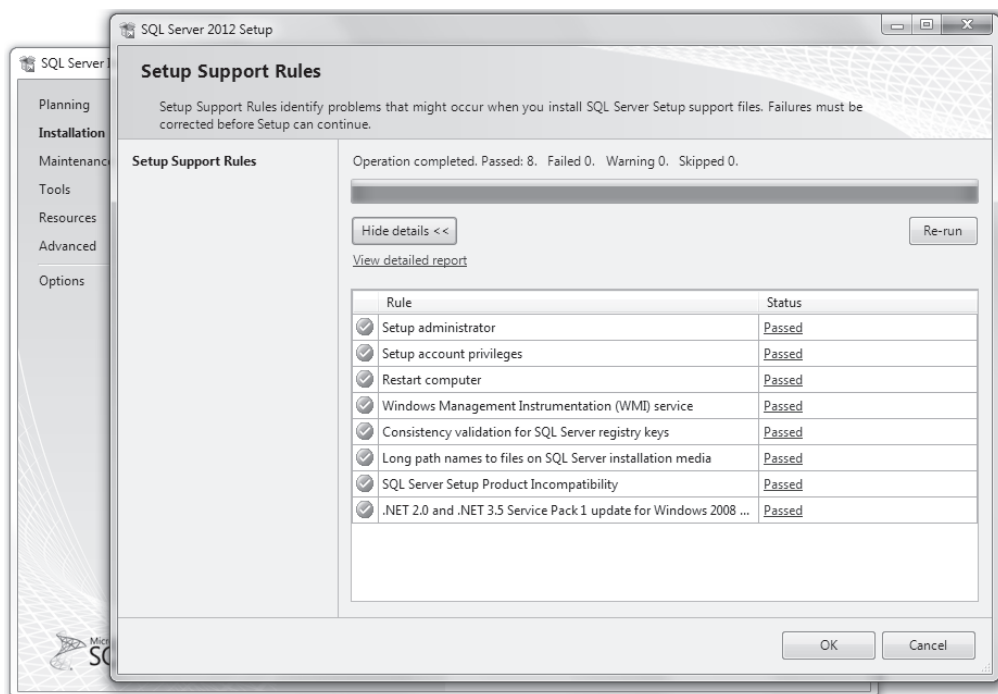 SQL Server 2012 Setup
Setup Support Rules
Setup Support Rules identify problems that might occur when you install SQL Server Setup support files. Failures must be
corrected before Setup can continue.
SQL Server
Planning
Installation
Maintenanc
Tools
Resources
Advanced
Options
Setup Support Rules
Operation completed. Passed: 8. Failed 0. Warning 0. Skipped 0.
Hide details <<
Re-run
View detailed report
Rule Status
Setup administrator Passed
Setup account privileges Passed
Restart computer Passed
Windows Management Instrumentation (WMI) service Passed
Consistency validation for SQL Server registry keys Passed
Long path names to files on SQL Server installation media Passed
SQL Server Setup Product Incompatibility Passed
.NET 2.0 and .NET 3.5 Service Pack 1 update for Windows 2008 ... Passed
OK
Cancel